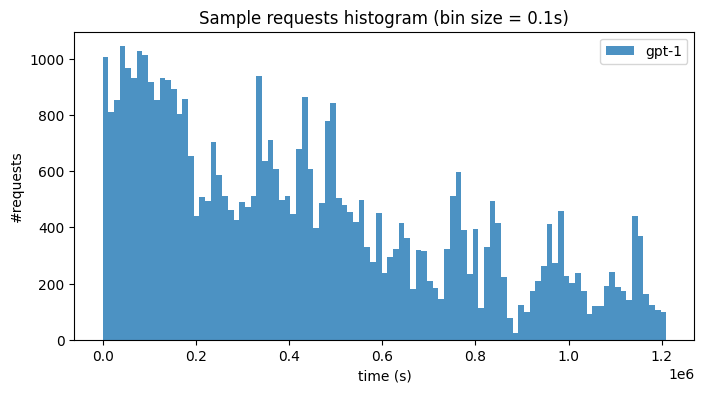 Sample requests histogram (bin size = 0.1s)
gpt-1
#requests
1000
800
600
400
200
0
0.0 0.2 0.4 0.6 0.8 1.0 1.2
1e6
time (s)